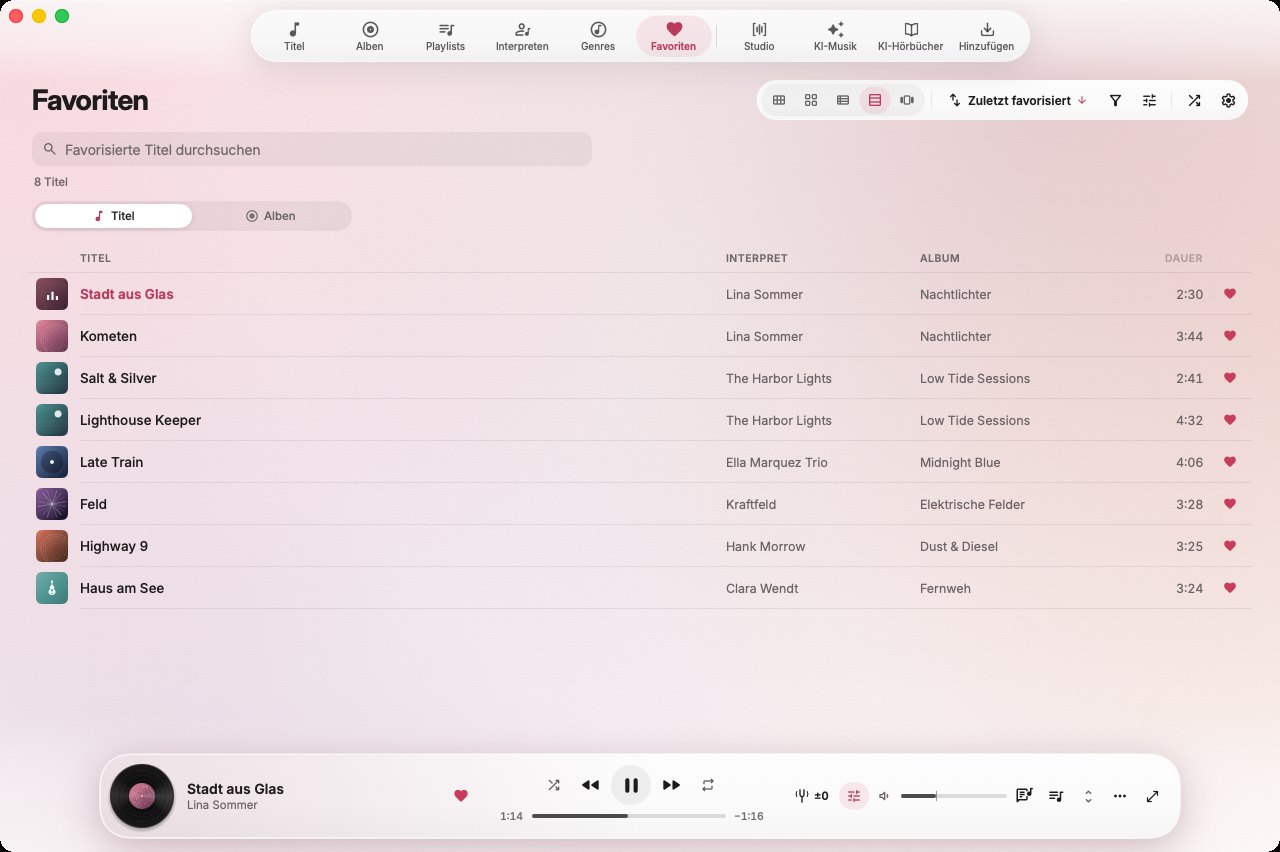 Titel Alben Playlists Interpreten Genres Favoriten Studio KI-Musik KI-Hörbücher Hinzufügen
Favoriten
Zuletzt favorisiert
Favorisierte Titel durchsuchen
8 Titel
Titel Alben
TITEL INTERPRET ALBUM DAUER
Stadt aus Glas Lina Sommer Nachtlichter 2:30
Kometen Lina Sommer Nachtlichter 3:44
Salt & Silver The Harbor Lights Low Tide Sessions 2:41
Lighthouse Keeper The Harbor Lights Low Tide Sessions 4:32
Late Train Ella Marquez Trio Midnight Blue 4:06
Feld Kraftfeld Elektrische Felder 3:28
Highway 9 Hank Morrow Dust & Diesel 3:25
Haus am See Clara Wendt Fernweh 3:24
Stadt aus Glas
Lina Sommer
±0
1:14 −1:16